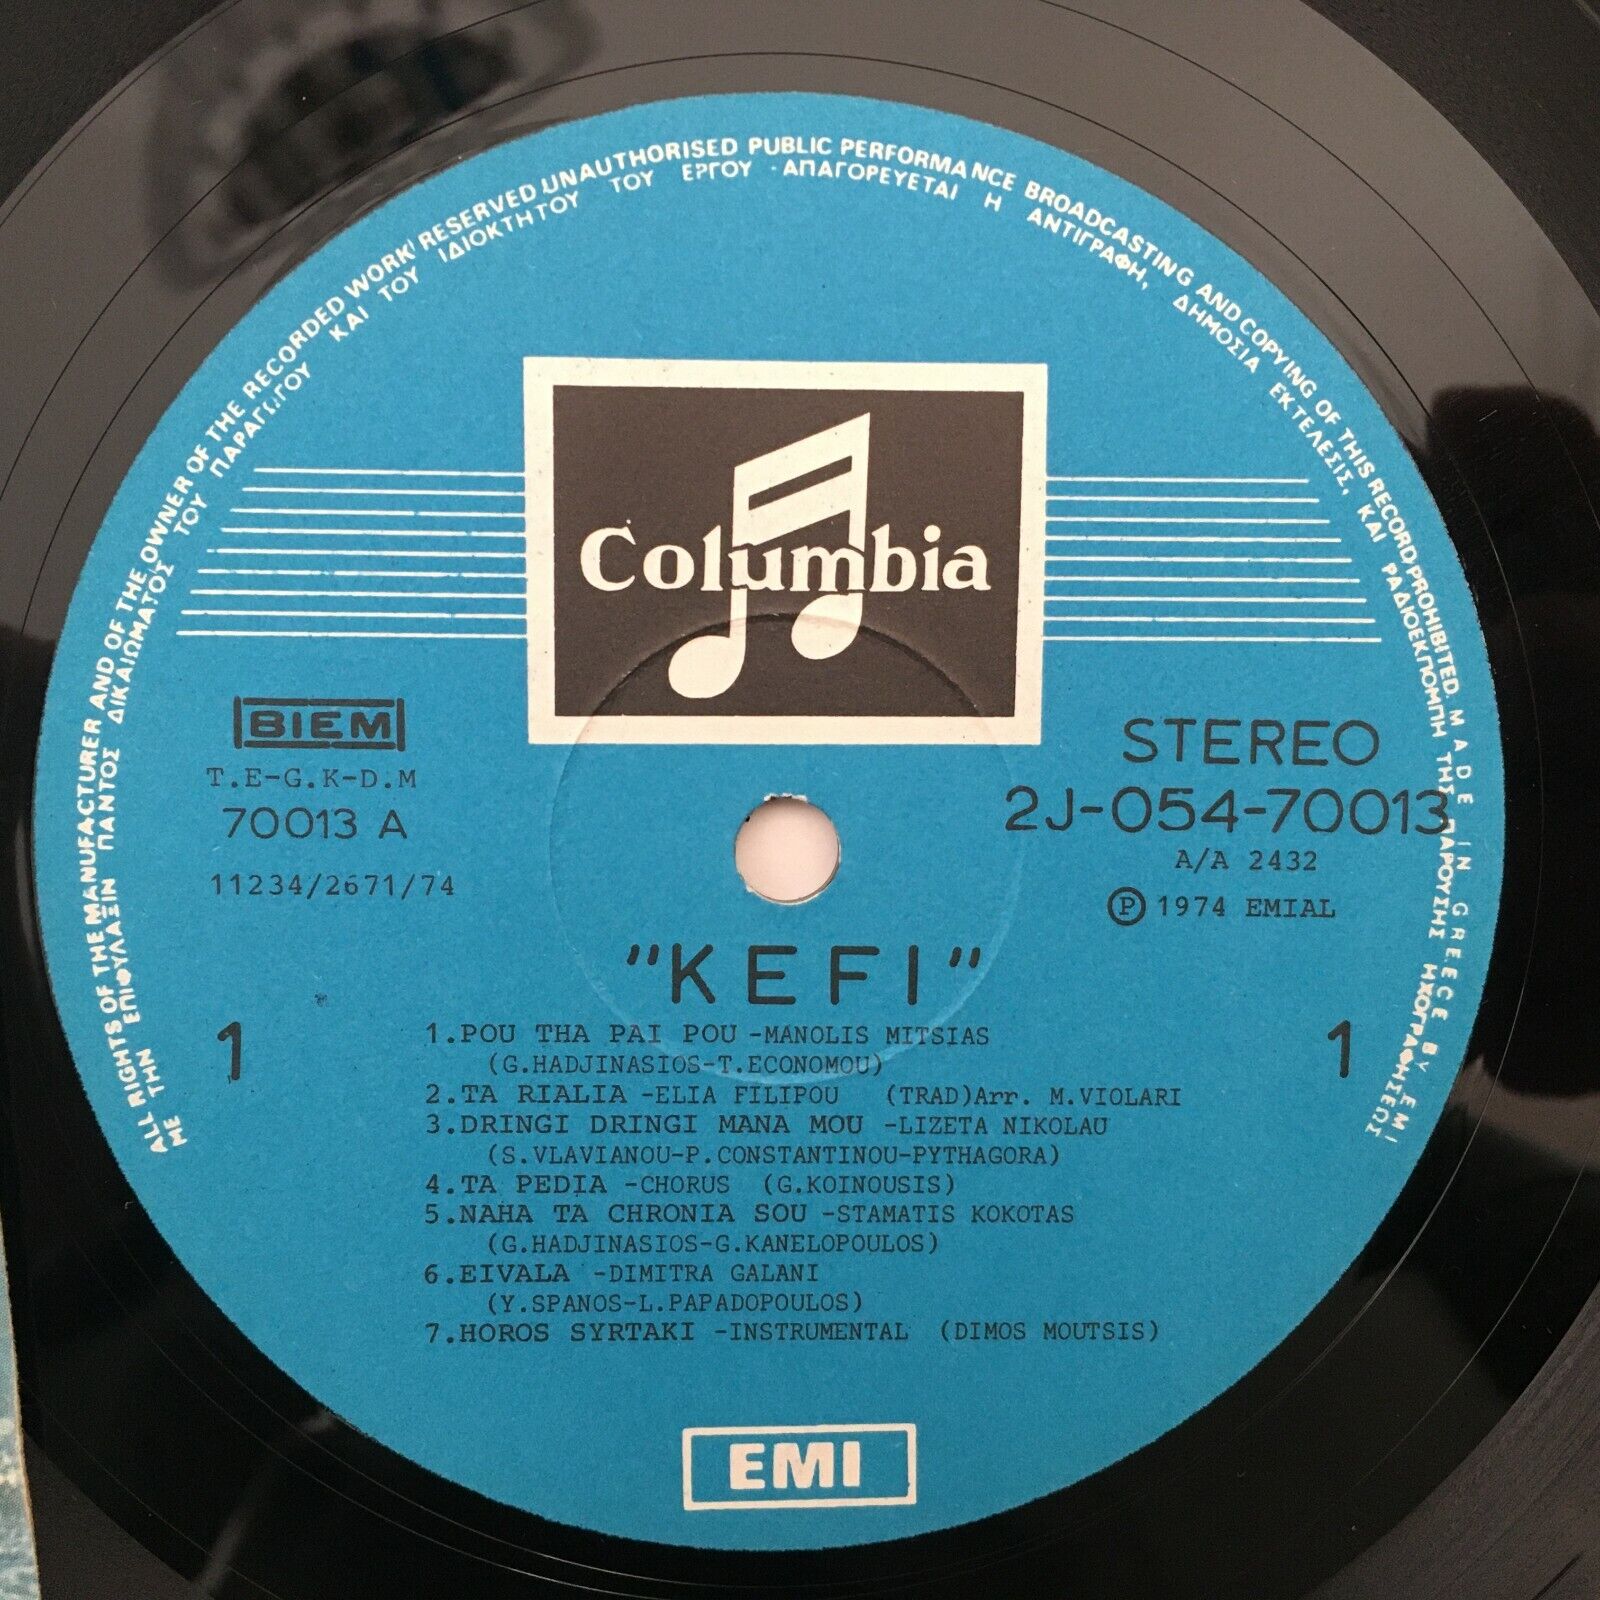 ALL RIGHTS OF THE MANUFACTURER AND OF THE OWNER OF THE RECORDED WORK RESERVED UNAUTHORISED PUBLIC PERFORMANCE BROADCASTING AND COPYING OF THIS RECORD PROHIBITED. MADE IN GREECE BY EMI
ΜΕ ΤΗΝ ΕΠΙΦΥΛΑΞΙΝ ΠΑΝΤΟΣ ΔΙΚΑΙΩΜΑΤΟΣ ΤΟΥ ΠΑΡΑΓΩΓΟΥ ΚΑΙ ΤΟΥ ΙΔΙΟΚΤΗΤΟΥ ΤΟΥ ΕΡΓΟΥ - ΑΠΑΓΟΡΕΥΕΤΑΙ Η ΑΝΤΙΓΡΑΦΗ, ΔΗΜΟΣΙΑ ΕΚΤΕΛΕΣΙΣ, ΚΑΙ ΡΑΔΙΟΕΚΠΟΜΠΗ ΤΗΣ ΠΑΡΟΥΣΗΣ ΗΧΟΓΡΑΦΗΣΕΩΣ
Columbia
BIEM
T.E-G.K-D.M
70013 A
11234/2671/74
STEREO
2J-054-70013
A/A 2432
Ⓟ 1974 EMIAL
"KEFI"
1
1
1.POU THA PAI POU -MANOLIS MITSIAS
(G.HADJINASIOS-T.ECONOMOU)
2.TA RIALIA -ELIA FILIPOU (TRAD)Arr. M.VIOLARI
3.DRINGI DRINGI MANA MOU -LIZETA NIKOLAU
(S.VLAVIANOU-P.CONSTANTINOU-PYTHAGORA)
4.TA PEDIA -CHORUS (G.KOINOUSIS)
5.NAHA TA CHRONIA SOU -STAMATIS KOKOTAS
(G.HADJINASIOS-G.KANELOPOULOS)
6.EIVALA -DIMITRA GALANI
(Y.SPANOS-L.PAPADOPOULOS)
7.HOROS SYRTAKI -INSTRUMENTAL (DIMOS MOUTSIS)
EMI